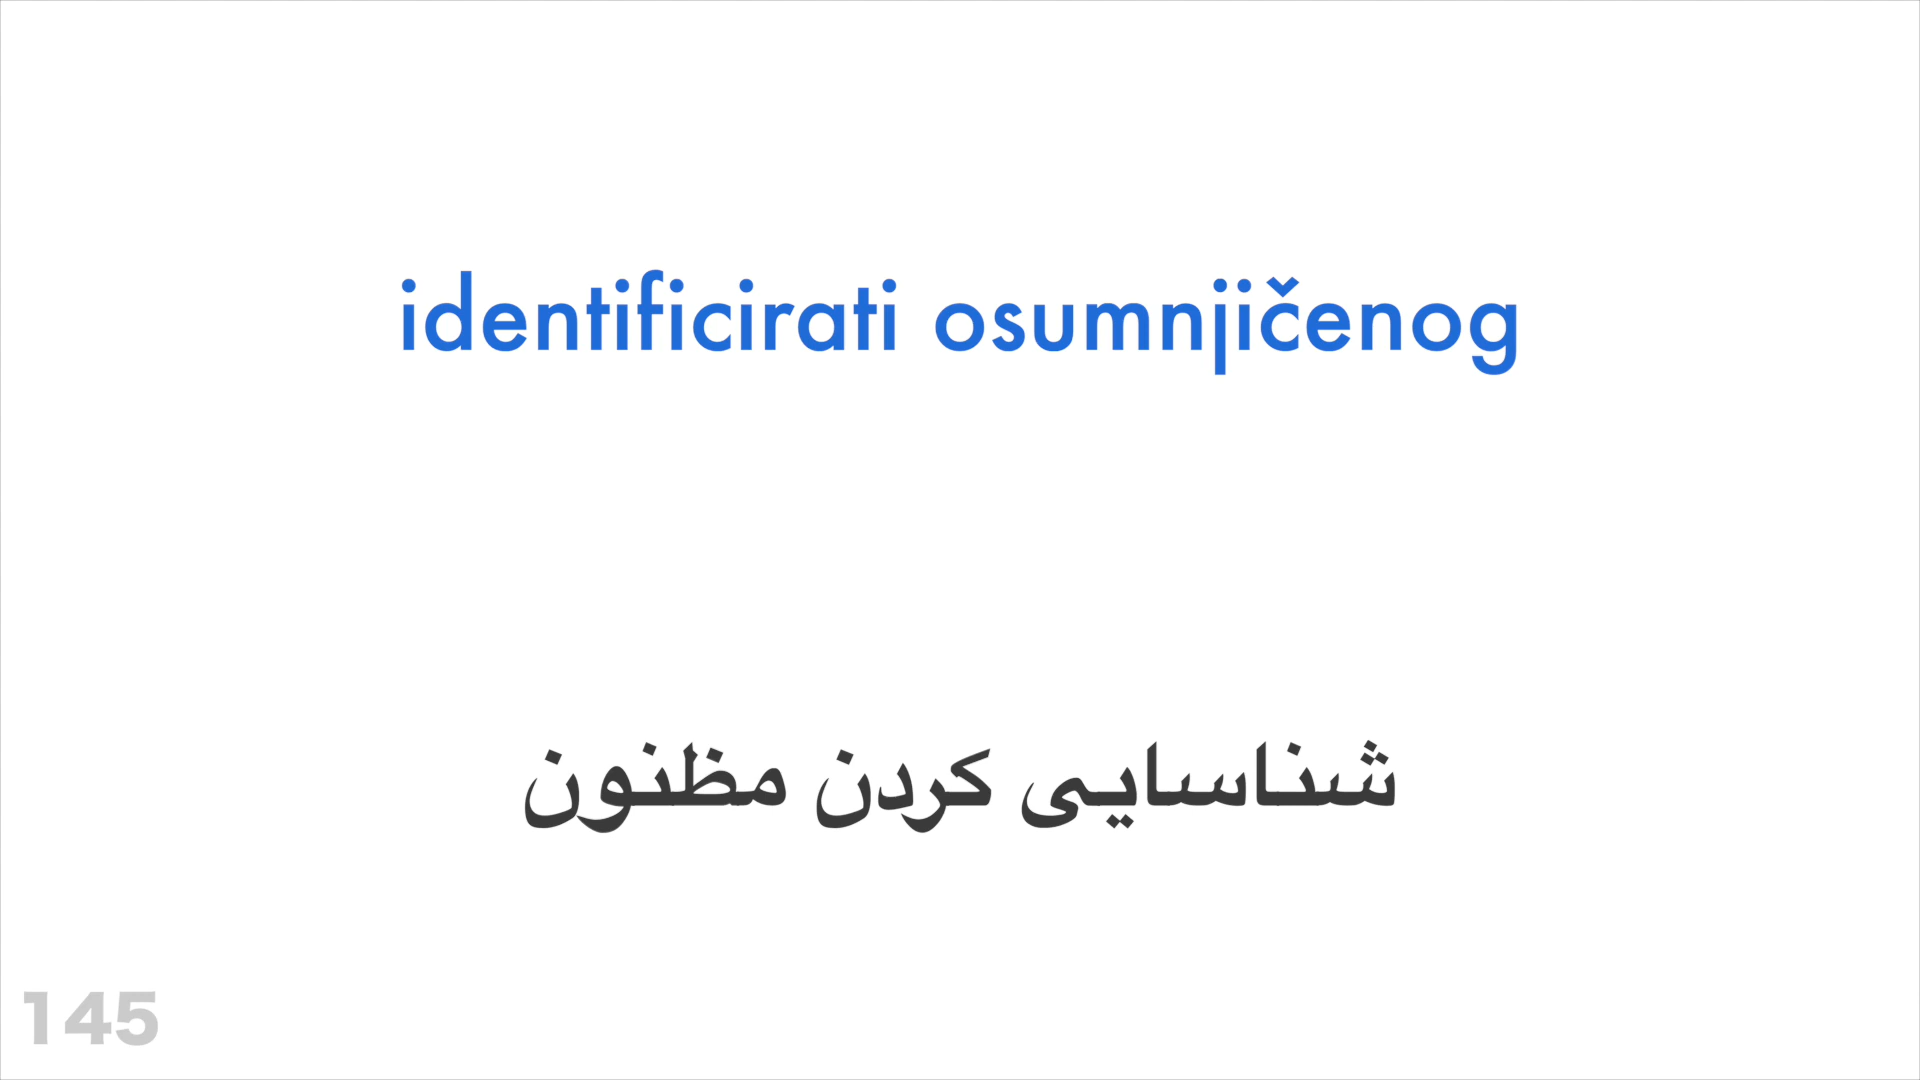 identificirati osumnjičenog
شناسایی کردن مظنون
145